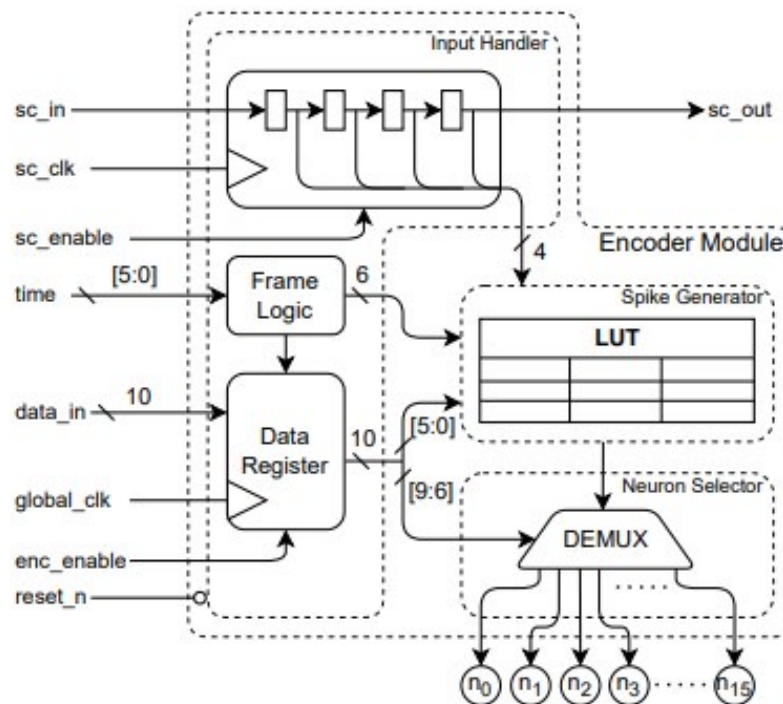 Input Handler
sc_in
sc_out
sc_clk
sc_enable
4
Encoder Module
time
[5:0]
Frame
Logic
6
Spike Generator
LUT
data_in
10
Data
Register
10
[5:0]
[9:6]
global_clk
Neuron Selector
DEMUX
enc_enable
reset_n
n0
n1
n2
n3
n15